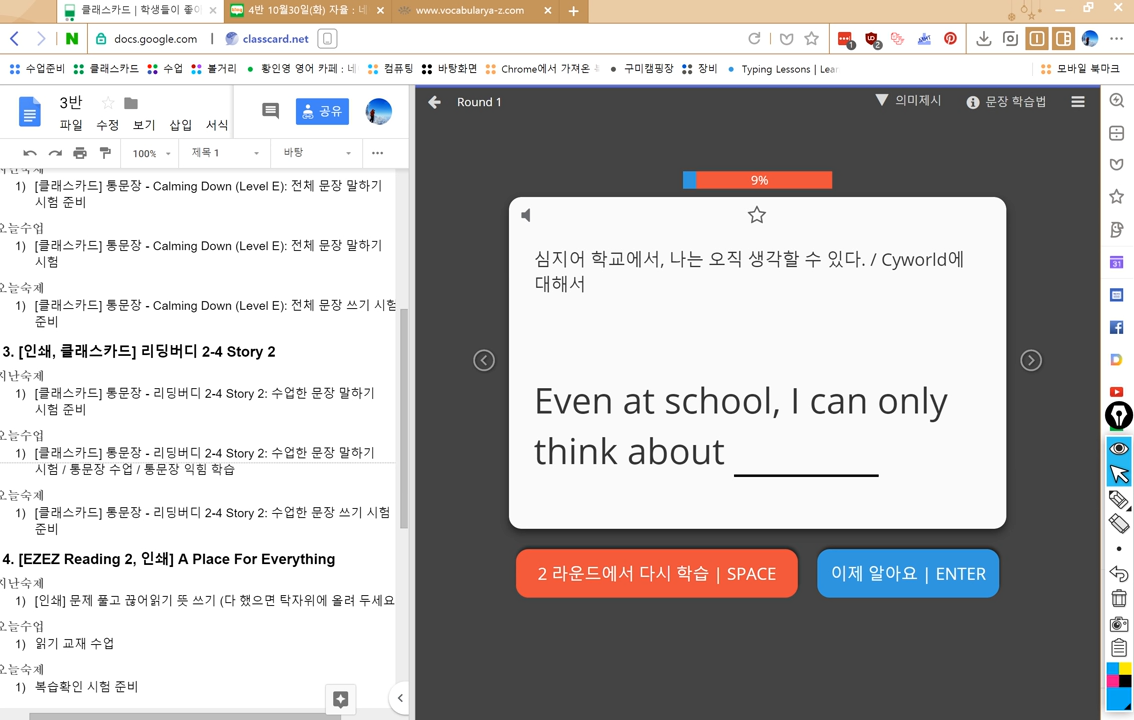 클래스카드 | 학생들이 좋아
4반 10월30일(화) 자율 : 네
www.vocabularya-z.com
docs.google.com | classcard.net
수업준비 클래스카드 수업 볼거리 황인영 영어 카페 : 네 컴퓨팅 바탕화면 Chrome에서 가져온 구미캠핑장 장비 Typing Lessons | Lear 모바일 북마크
3반
공유
파일 수정 보기 삽입 서식
100% 제목 1 바탕
지난숙제
1) [클래스카드] 통문장 - Calming Down (Level E): 전체 문장 말하기
시험 준비
오늘수업
1) [클래스카드] 통문장 - Calming Down (Level E): 전체 문장 말하기
시험
오늘숙제
1) [클래스카드] 통문장 - Calming Down (Level E): 전체 문장 쓰기 시험
준비
3. [인쇄, 클래스카드] 리딩버디 2-4 Story 2
지난숙제
1) [클래스카드] 통문장 - 리딩버디 2-4 Story 2: 수업한 문장 말하기
시험 준비
오늘수업
1) [클래스카드] 통문장 - 리딩버디 2-4 Story 2: 수업한 문장 말하기
시험 / 통문장 수업 / 통문장 익힘 학습
오늘숙제
1) [클래스카드] 통문장 - 리딩버디 2-4 Story 2: 수업한 문장 쓰기 시험
준비
4. [EZEZ Reading 2, 인쇄] A Place For Everything
지난숙제
1) [인쇄] 문제 풀고 끊어읽기 뜻 쓰기 (다 했으면 탁자위에 올려 두세요
오늘수업
1) 읽기 교재 수업
오늘숙제
1) 복습확인 시험 준비
Round 1
의미제시
문장 학습법
9%
심지어 학교에서, 나는 오직 생각할 수 있다. / Cyworld에
대해서
Even at school, I can only
think about ________
2 라운드에서 다시 학습 | SPACE
이제 알아요 | ENTER